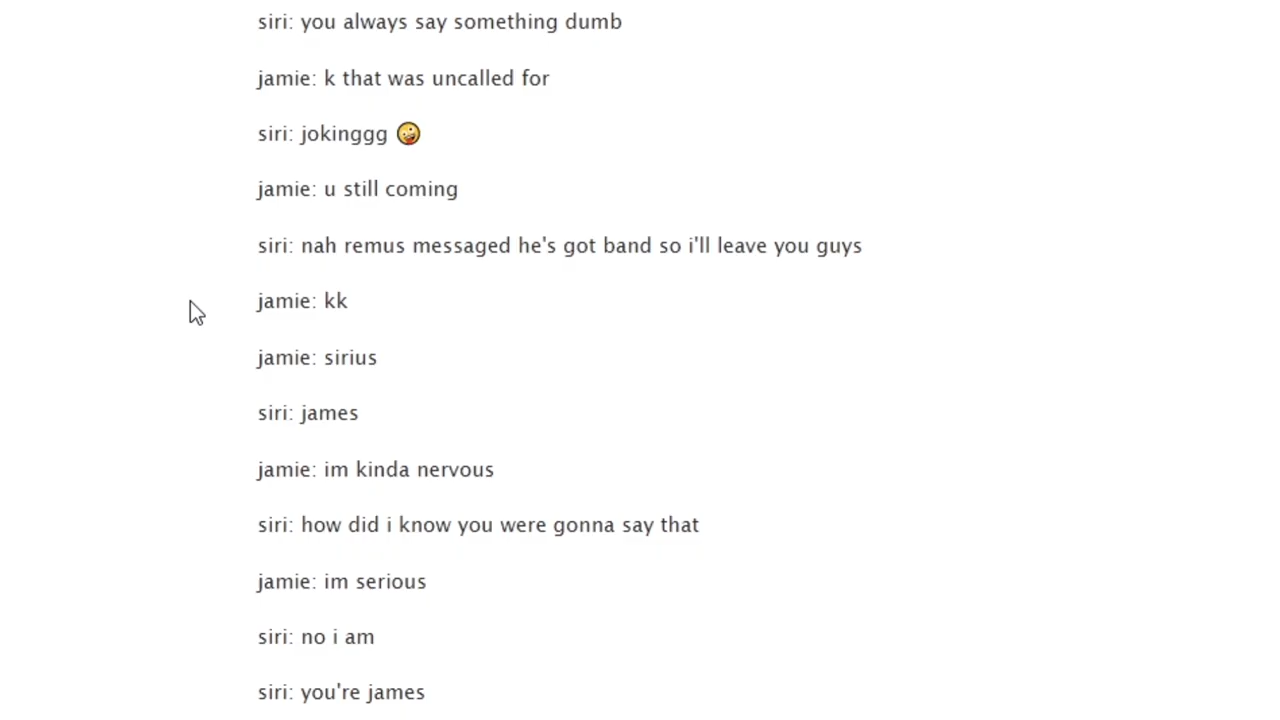 siri: you always say something dumb
jamie: k that was uncalled for
siri: jokinggg 🤪
jamie: u still coming
siri: nah remus messaged he's got band so i'll leave you guys
jamie: kk
jamie: sirius
siri: james
jamie: im kinda nervous
siri: how did i know you were gonna say that
jamie: im serious
siri: no i am
siri: you're james